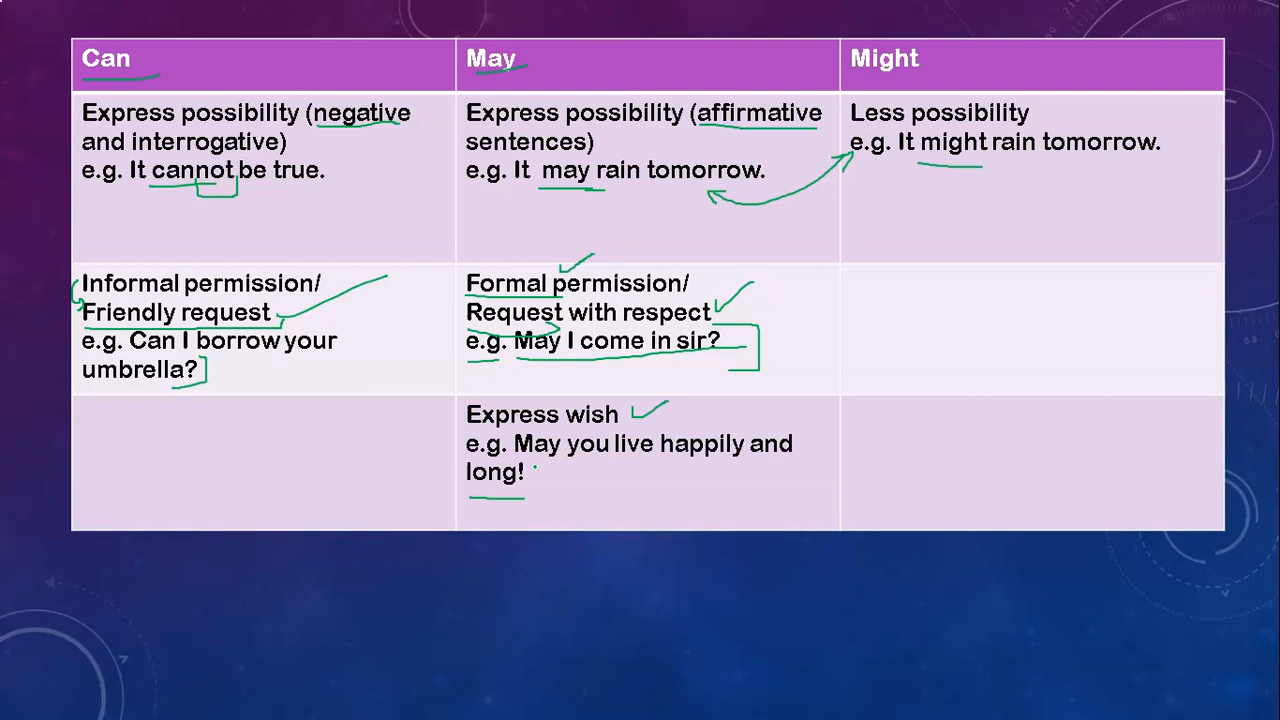 Can
May
Might
Express possibility (negative
and interrogative)
e.g. It cannot be true.
Express possibility (affirmative
sentences)
e.g. It may rain tomorrow.
Less possibility
e.g. It might rain tomorrow.
Informal permission/
Friendly request
e.g. Can I borrow your
umbrella?
Formal permission/
Request with respect
e.g. May I come in sir?
Express wish
e.g. May you live happily and
long!